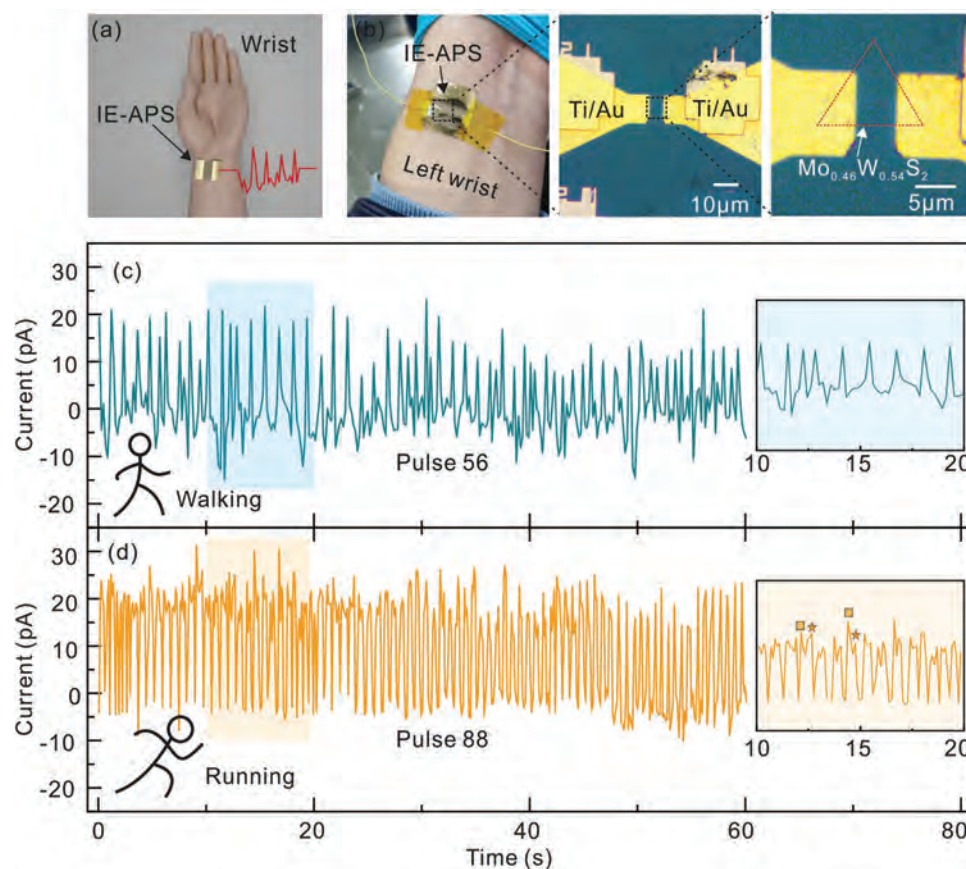 (a)
Wrist
IE-APS
(b)
IE-APS
Left wrist
Ti/Au
Ti/Au
10μm
Mo0.46W0.54S2
5μm
(c)
Current (pA)
30
20
10
0
-10
-20
Walking
Pulse 56
10
15
20
(d)
Current (pA)
30
20
10
0
-10
-20
Running
Pulse 88
10
15
20
0
20
40
60
80
Time (s)